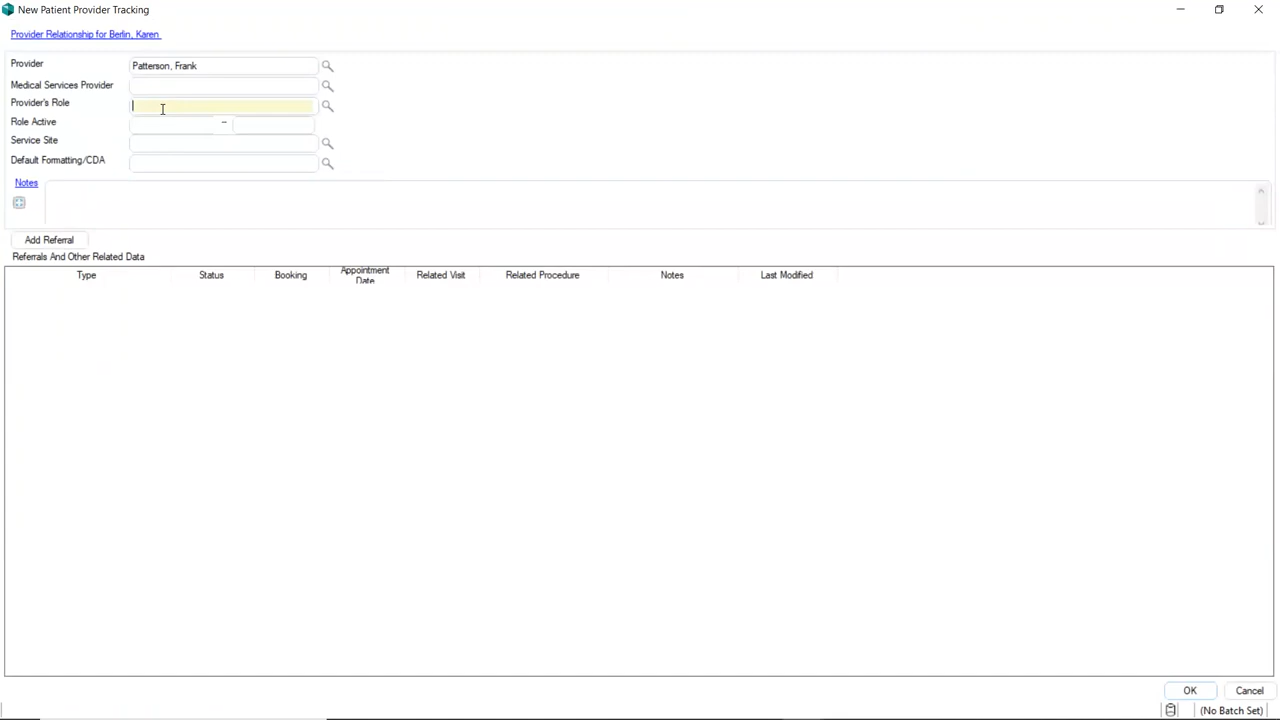 New Patient Provider Tracking
Provider Relationship for Berlin, Karen
Provider
Patterson, Frank
Medical Services Provider
Provider's Role
Role Active
–
Service Site
Default Formatting/CDA
Notes
Add Referral
Referrals And Other Related Data
Type Status Booking Appointment Date Related Visit Related Procedure Notes Last Modified
OK Cancel
(No Batch Set)